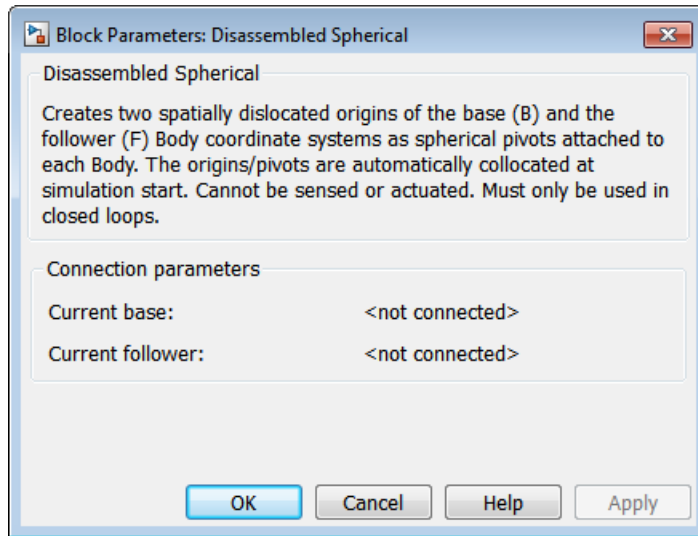 Block Parameters: Disassembled Spherical
Disassembled Spherical
Creates two spatially dislocated origins of the base (B) and the
follower (F) Body coordinate systems as spherical pivots attached to
each Body. The origins/pivots are automatically collocated at
simulation start. Cannot be sensed or actuated. Must only be used in
closed loops.
Connection parameters
Current base: <not connected>
Current follower: <not connected>
OK Cancel Help Apply